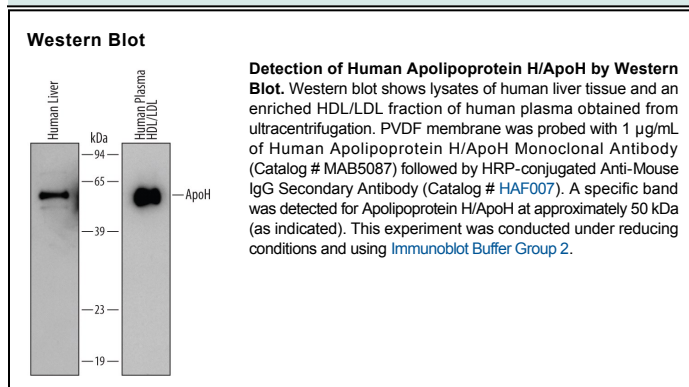 Western Blot
Human Liver
Human Plasma
HDL/LDL
kDa
94
65
39
23
19
ApoH
Detection of Human Apolipoprotein H/ApoH by Western
Blot. Western blot shows lysates of human liver tissue and an
enriched HDL/LDL fraction of human plasma obtained from
ultracentrifugation. PVDF membrane was probed with 1 µg/mL
of Human Apolipoprotein H/ApoH Monoclonal Antibody
(Catalog # MAB5087) followed by HRP-conjugated Anti-Mouse
IgG Secondary Antibody (Catalog # HAF007). A specific band
was detected for Apolipoprotein H/ApoH at approximately 50 kDa
(as indicated). This experiment was conducted under reducing
conditions and using Immunoblot Buffer Group 2.